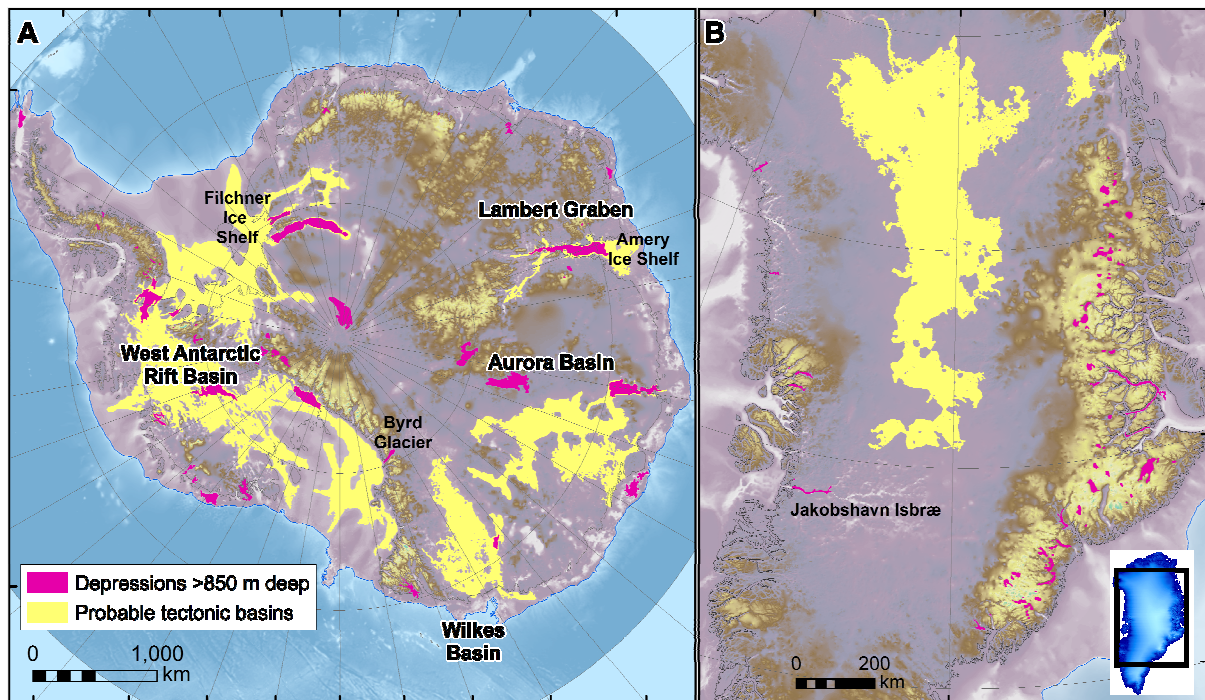 A
Filchner
Ice
Shelf
Lambert Graben
Amery
Ice Shelf
West Antarctic
Rift Basin
Aurora Basin
Byrd
Glacier
Depressions >850 m deep
Probable tectonic basins
Wilkes
Basin
0 1,000
km
B
Jakobshavn Isbræ
0 200
km